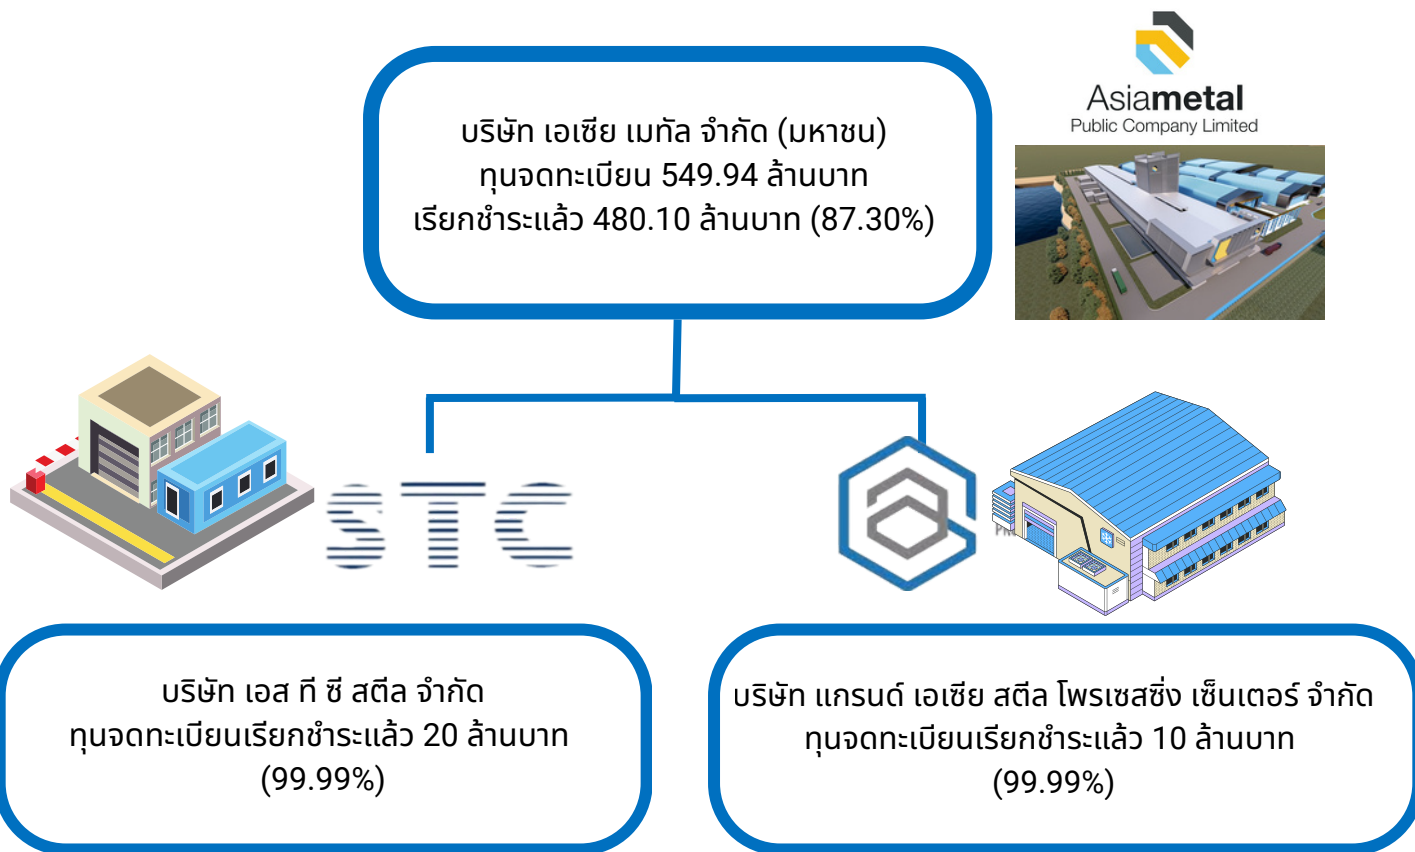 Asiametal
Public Company Limited
บริษัท เอเซีย เมทัล จำกัด (มหาชน)
ทุนจดทะเบียน 549.94 ล้านบาท
เรียกชำระแล้ว 480.10 ล้านบาท (87.30%)
STC
บริษัท เอส ที ซี สตีล จำกัด
ทุนจดทะเบียนเรียกชำระแล้ว 20 ล้านบาท
(99.99%)
บริษัท แกรนด์ เอเซีย สตีล โพรเซสซิ่ง เซ็นเตอร์ จำกัด
ทุนจดทะเบียนเรียกชำระแล้ว 10 ล้านบาท
(99.99%)